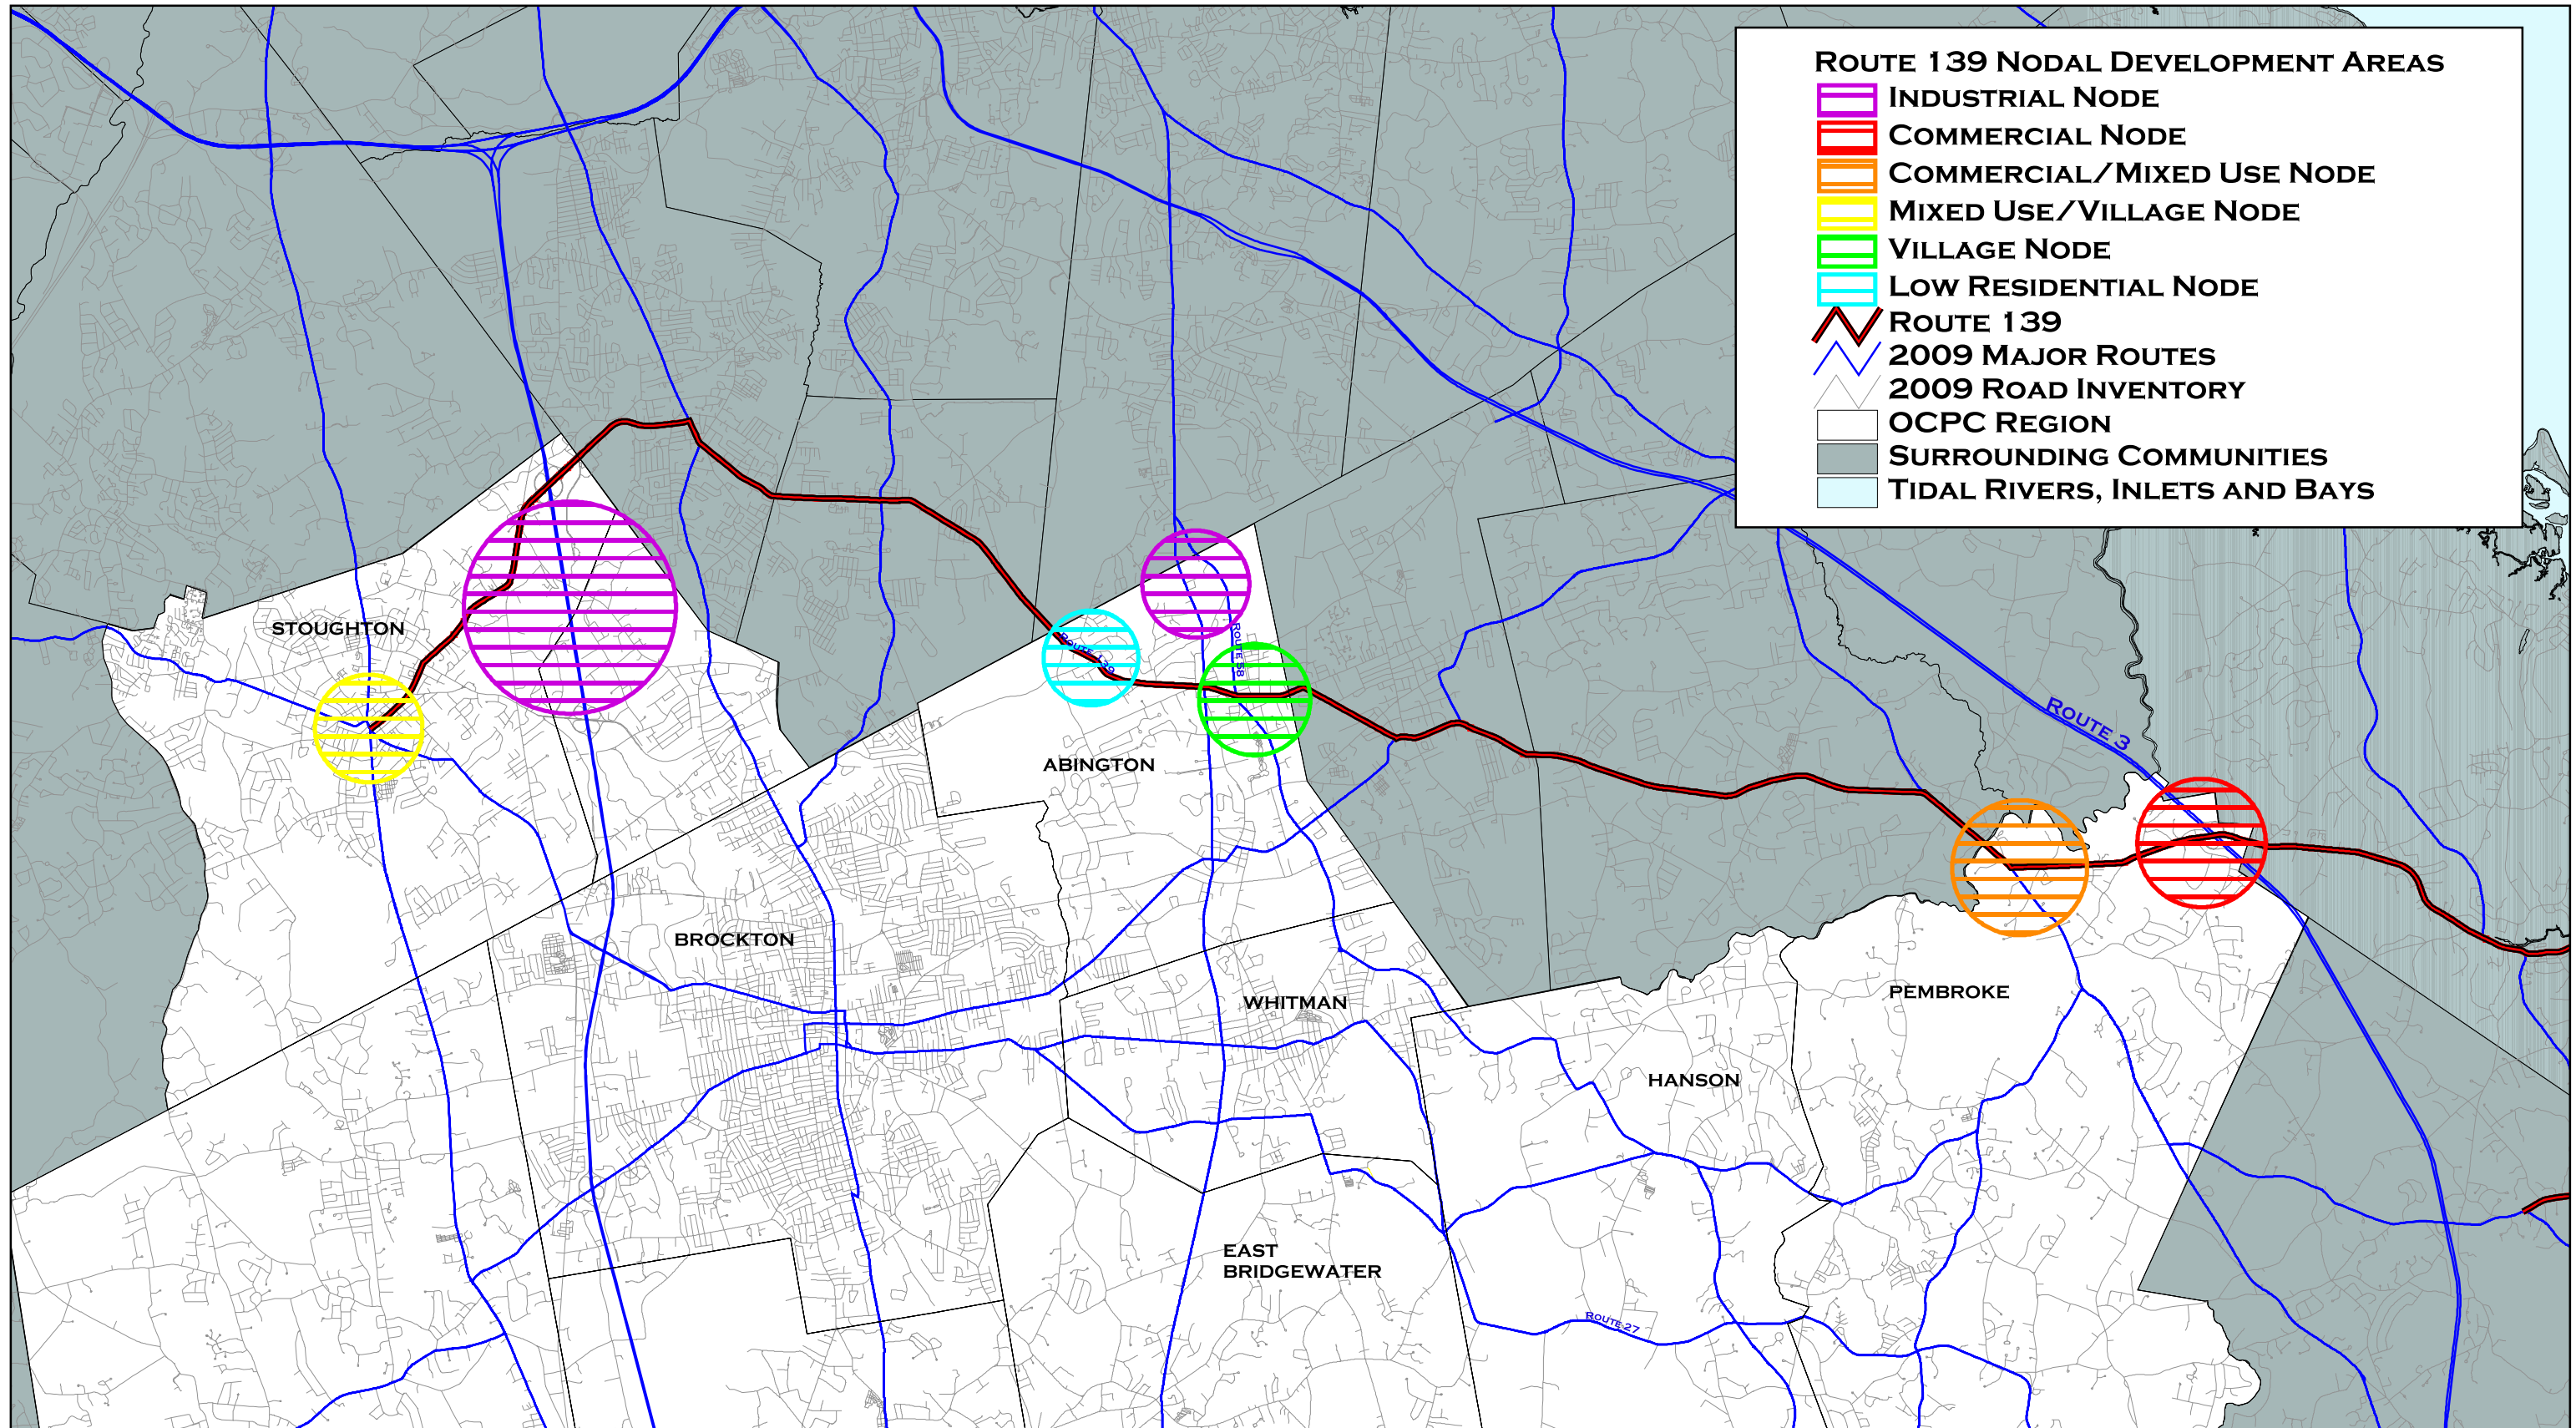 ROUTE 139 NODAL DEVELOPMENT AREAS
INDUSTRIAL NODE
COMMERCIAL NODE
COMMERCIAL/MIXED USE NODE
MIXED USE/VILLAGE NODE
VILLAGE NODE
LOW RESIDENTIAL NODE
ROUTE 139
2009 MAJOR ROUTES
2009 ROAD INVENTORY
OCPC REGION
SURROUNDING COMMUNITIES
TIDAL RIVERS, INLETS AND BAYS
STOUGHTON
ROUTE 139
ROUTE 58
ROUTE 3
ABINGTON
BROCKTON
WHITMAN
PEMBROKE
HANSON
EAST
BRIDGEWATER
ROUTE 27